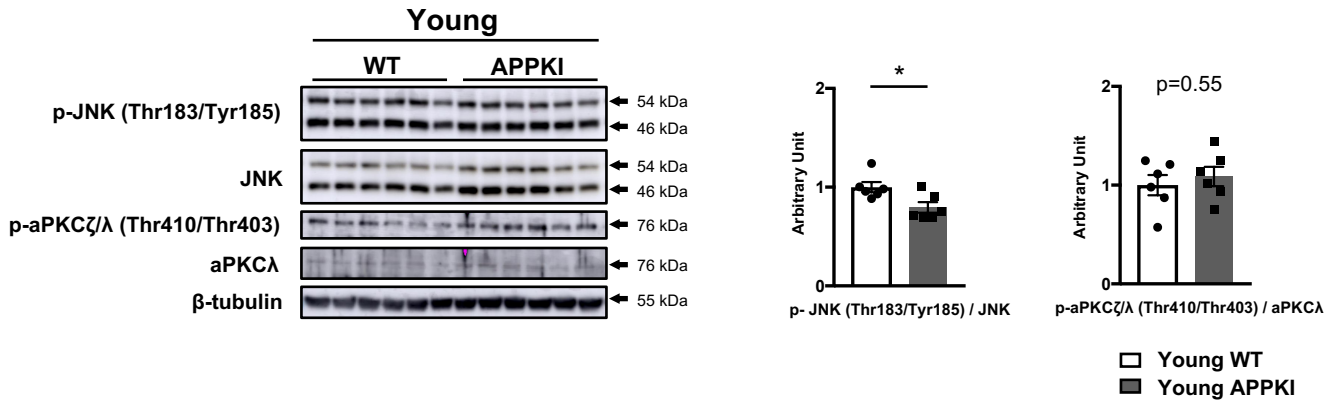 Young
WT APPKI
p-JNK (Thr183/Tyr185)
54 kDa
46 kDa
JNK
54 kDa
46 kDa
p-aPKCζ/λ (Thr410/Thr403)
76 kDa
aPKCλ
76 kDa
β-tubulin
55 kDa
Arbitrary Unit
2
1
0
*
p- JNK (Thr183/Tyr185) / JNK
Arbitrary Unit
2
1
0
p=0.55
p-aPKCζ/λ (Thr410/Thr403) / aPKCλ
Young WT
Young APPKI